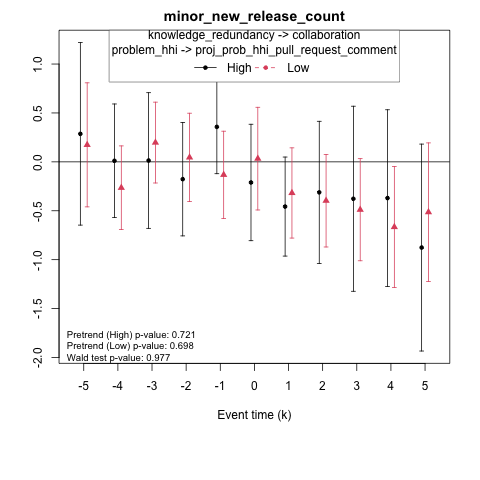 minor_new_release_count
knowledge_redundancy -> collaboration
problem_hhi -> proj_prob_hhi_pull_request_comment
High Low
1.0
0.5
0.0
-0.5
-1.0
-1.5
-2.0
Pretrend (High) p-value: 0.721
Pretrend (Low) p-value: 0.698
Wald test p-value: 0.977
-5 -4 -3 -2 -1 0 1 2 3 4 5
Event time (k)